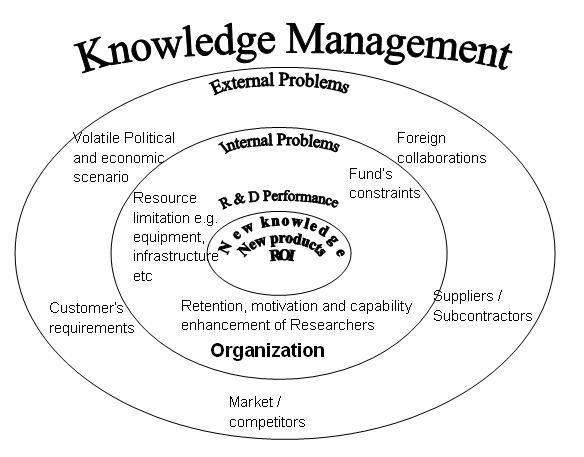 Knowledge Management
External Problems
Volatile Political
and economic
scenario
Foreign
collaborations
Internal Problems
Fund's
constraints
Resource
limitation e.g.
equipment,
infrastructure
etc
R & D Performance
New knowledge
New products
ROI
Customer's
requirements
Retention, motivation and capability
enhancement of Researchers
Suppliers /
Subcontractors
Organization
Market /
competitors